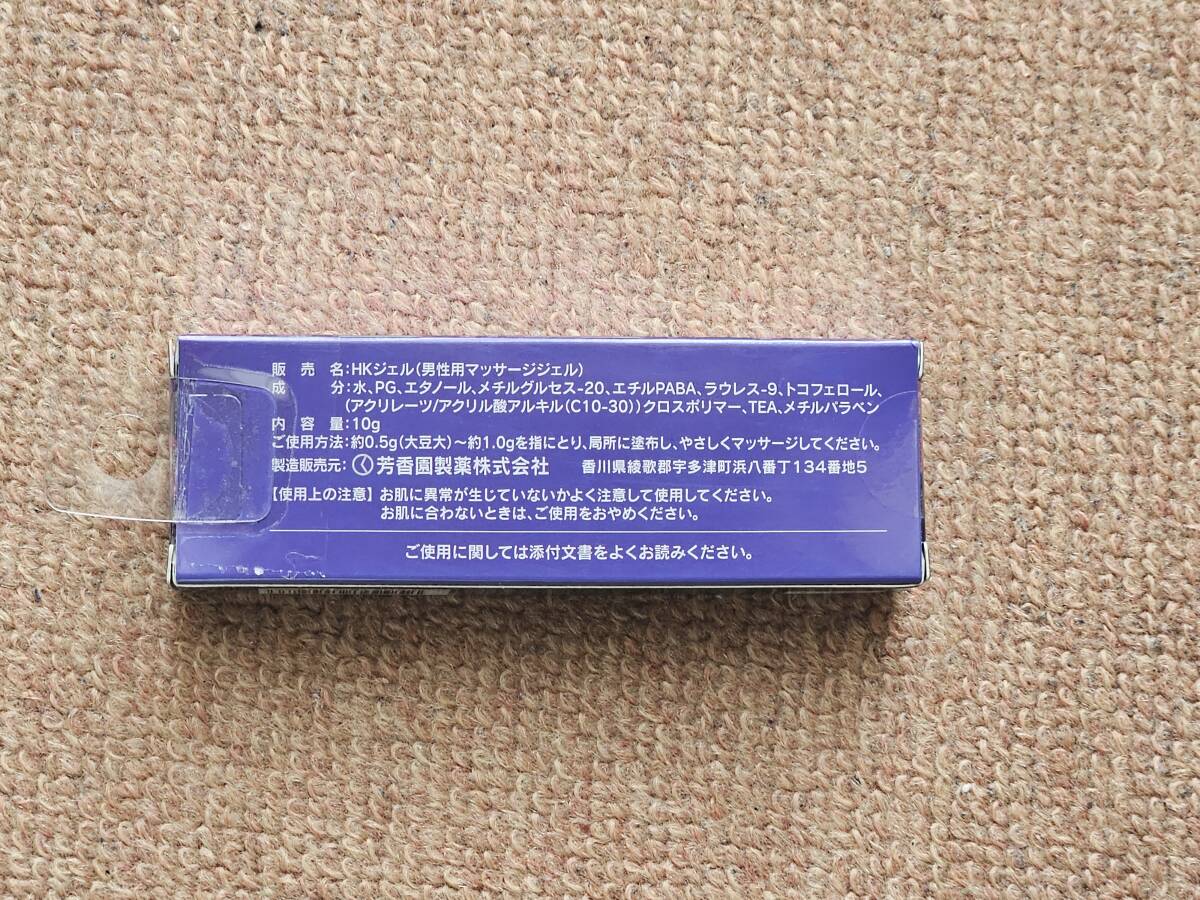 販売名:HKジェル(男性用マッサージジェル)
成分:水、PG、エタノール、メチルグルセス-20、エチルPABA、ラウレス-9、トコフェロール、
(アクリレーツ/アクリル酸アルキル(C10-30))クロスポリマー、TEA、メチルパラベン
内容量:10g
ご使用方法:約0.5g(大豆大)～約1.0gを指にとり、局所に塗布し、やさしくマッサージしてください。
製造販売元:芳香園製薬株式会社 香川県綾歌郡宇多津町浜八番丁134番地5
【使用上の注意】お肌に異常が生じていないかよく注意して使用してください。
お肌に合わないときは、ご使用をおやめください。
ご使用に関しては添付文書をよくお読みください。